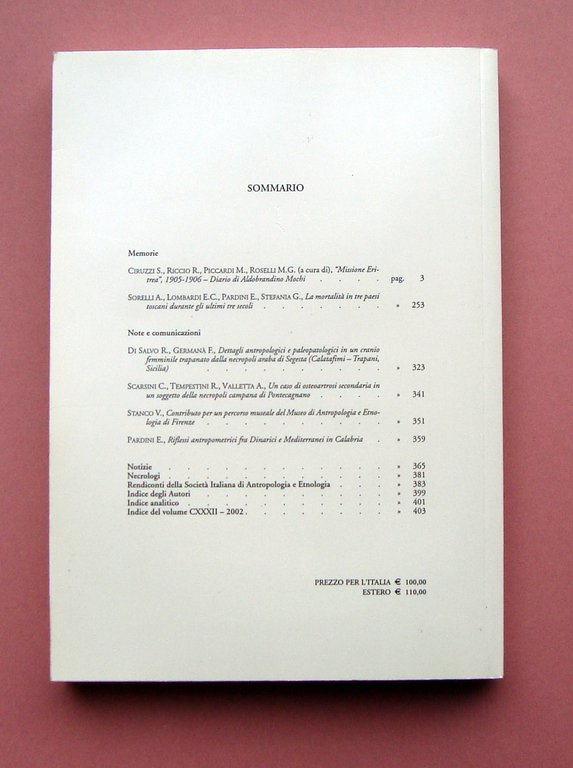 SOMMARIO
Memorie
CIRUZZI S., RICCIO R., PICCARDI M., ROSELLI M.G. (a cura di), "Missione Eri-
trea", 1905-1906 – Diario di Aldobrandino Mochi . . . . pag. 3
SORELLI A., LOMBARDI E.C., PARDINI E., STEFANIA G., La mortalità in tre paesi
toscani durante gli ultimi tre secoli . . . . . . . » 253
Note e comunicazioni
DI SALVO R., GERMANÀ F., Dettagli antropologici e paleopatologici in un cranio
femminile trapanato dalla necropoli araba di Segesta (Calatafimi – Trapani,
Sicilia) . . . . . . . . . » 323
SCARSINI C., TEMPESTINI R., VALLETTA A., Un caso di osteoartrosi secondaria in
un soggetto della necropoli campana di Pontecagnano . . . . » 341
STANCO V., Contributo per un percorso museale del Museo di Antropologia e Etno-
logia di Firenze . . . . . . . . . » 351
PARDINI E., Riflessi antropometrici fra Dinarici e Mediterranei in Calabria . » 359
Notizie . . . . . . . . . . . » 365
Necrologi . . . . . . . . . . . » 381
Rendiconti della Società Italiana di Antropologia e Etnologia . . . . » 383
Indice degli Autori . . . . . . . . . . » 399
Indice analitico . . . . . . . . . . » 401
Indice del volume CXXXII – 2002 . . . . . . . . » 403
PREZZO PER L'ITALIA € 100,00
ESTERO € 110,00